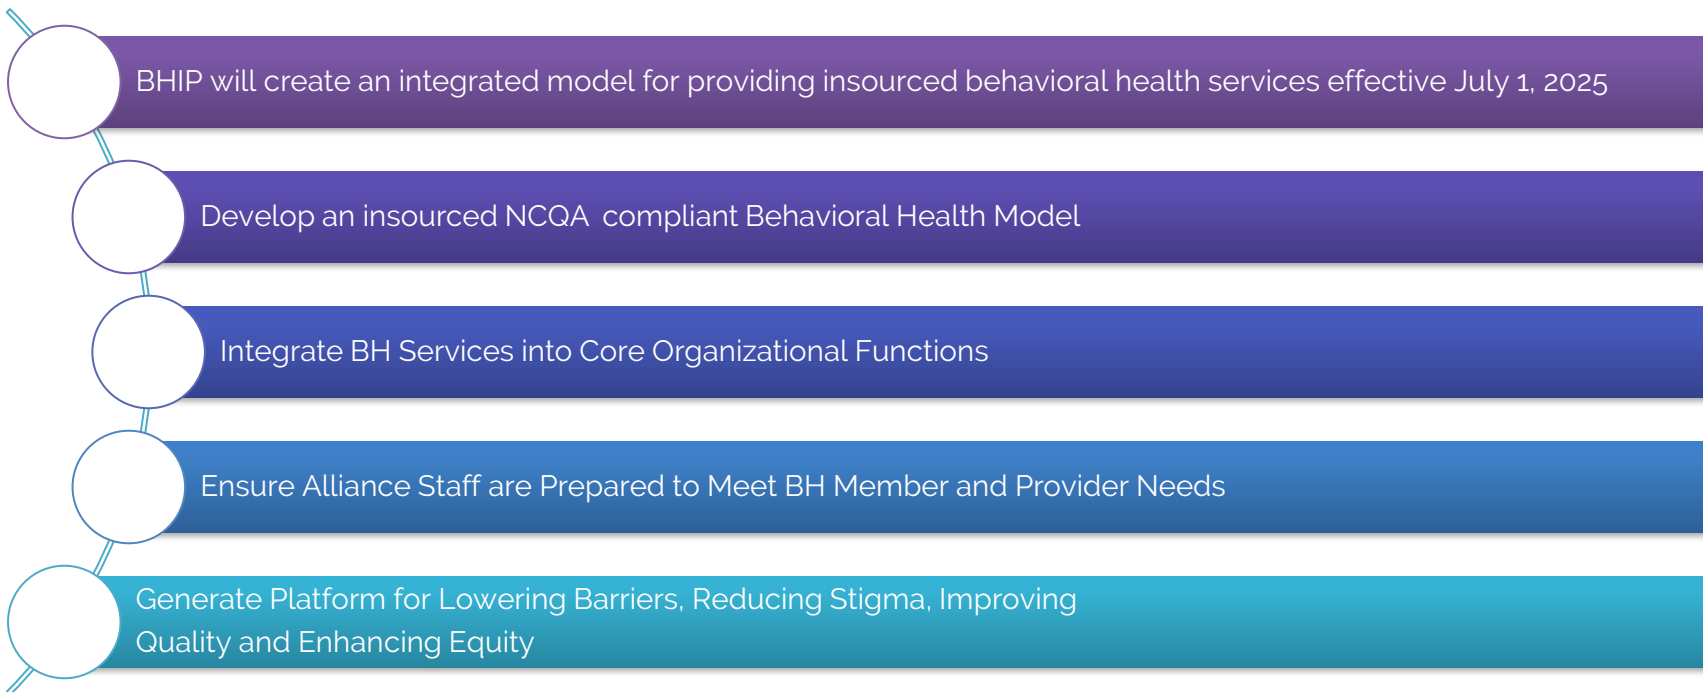 BHIP will create an integrated model for providing insourced behavioral health services effective July 1, 2025
Develop an insourced NCQA  compliant Behavioral Health Model
Integrate BH Services into Core Organizational Functions
Ensure Alliance Staff are Prepared to Meet BH Member and Provider Needs
Generate Platform for Lowering Barriers, Reducing Stigma, Improving
Quality and Enhancing Equity